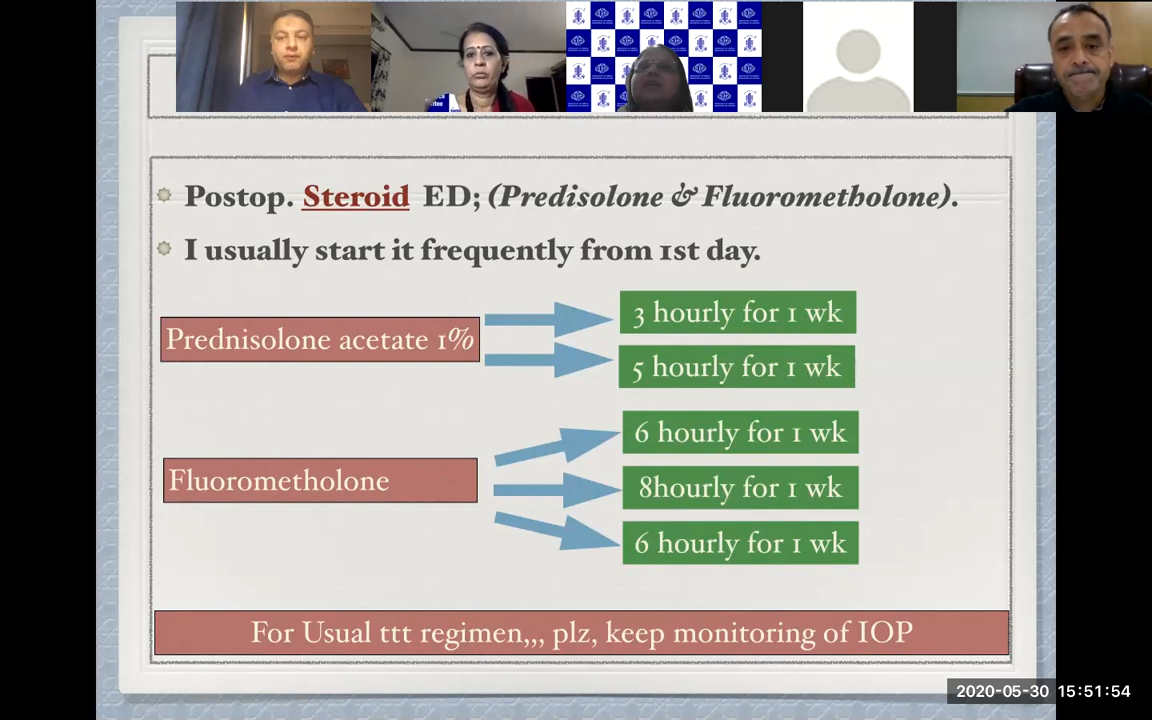 Postop. Steroid ED; (Predisolone & Fluorometholone).
I usually start it frequently from 1st day.
Prednisolone acetate 1%
3 hourly for 1 wk
5 hourly for 1 wk
Fluorometholone
6 hourly for 1 wk
8hourly for 1 wk
6 hourly for 1 wk
For Usual ttt regimen,,, plz, keep monitoring of IOP
2020-05-30 15:51:54